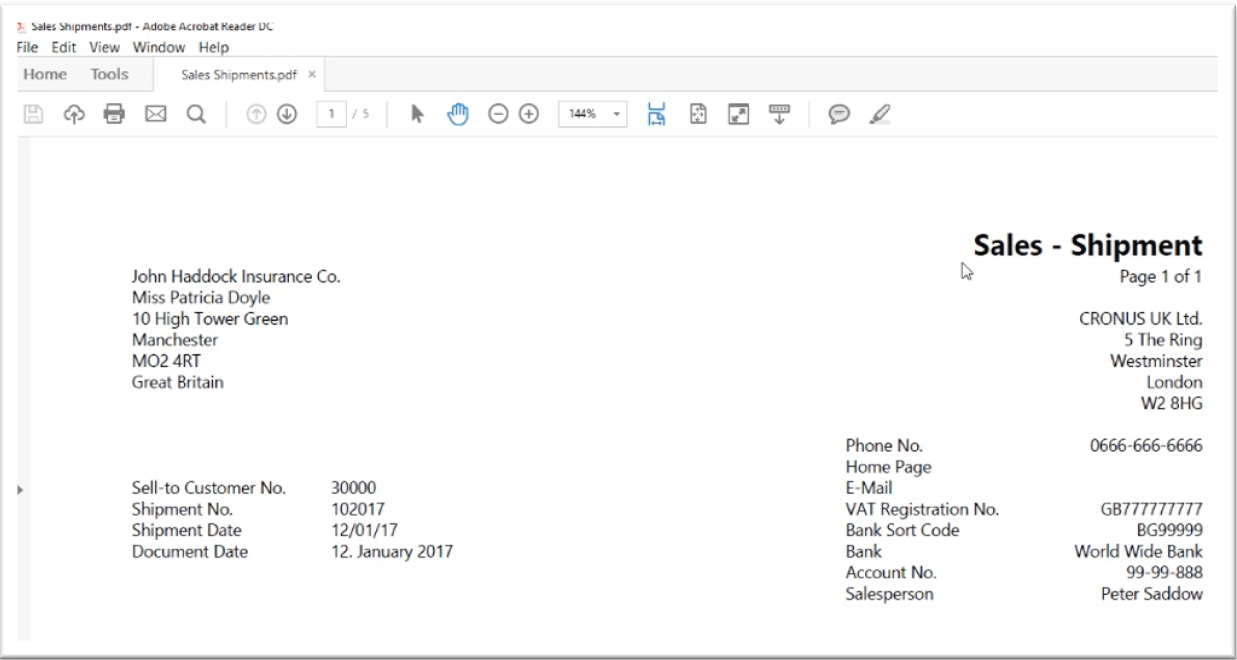 Sales Shipments.pdf - Adobe Acrobat Reader DC
File Edit View Window Help
Home Tools Sales Shipments.pdf ×
1 / 5 144%
Sales - Shipment
Page 1 of 1
John Haddock Insurance Co.
Miss Patricia Doyle
10 High Tower Green
Manchester
MO2 4RT
Great Britain
CRONUS UK Ltd.
5 The Ring
Westminster
London
W2 8HG
Sell-to Customer No. 30000
Shipment No. 102017
Shipment Date 12/01/17
Document Date 12. January 2017
Phone No. 0666-666-6666
Home Page
E-Mail
VAT Registration No. GB777777777
Bank Sort Code BG99999
Bank World Wide Bank
Account No. 99-99-888
Salesperson Peter Saddow